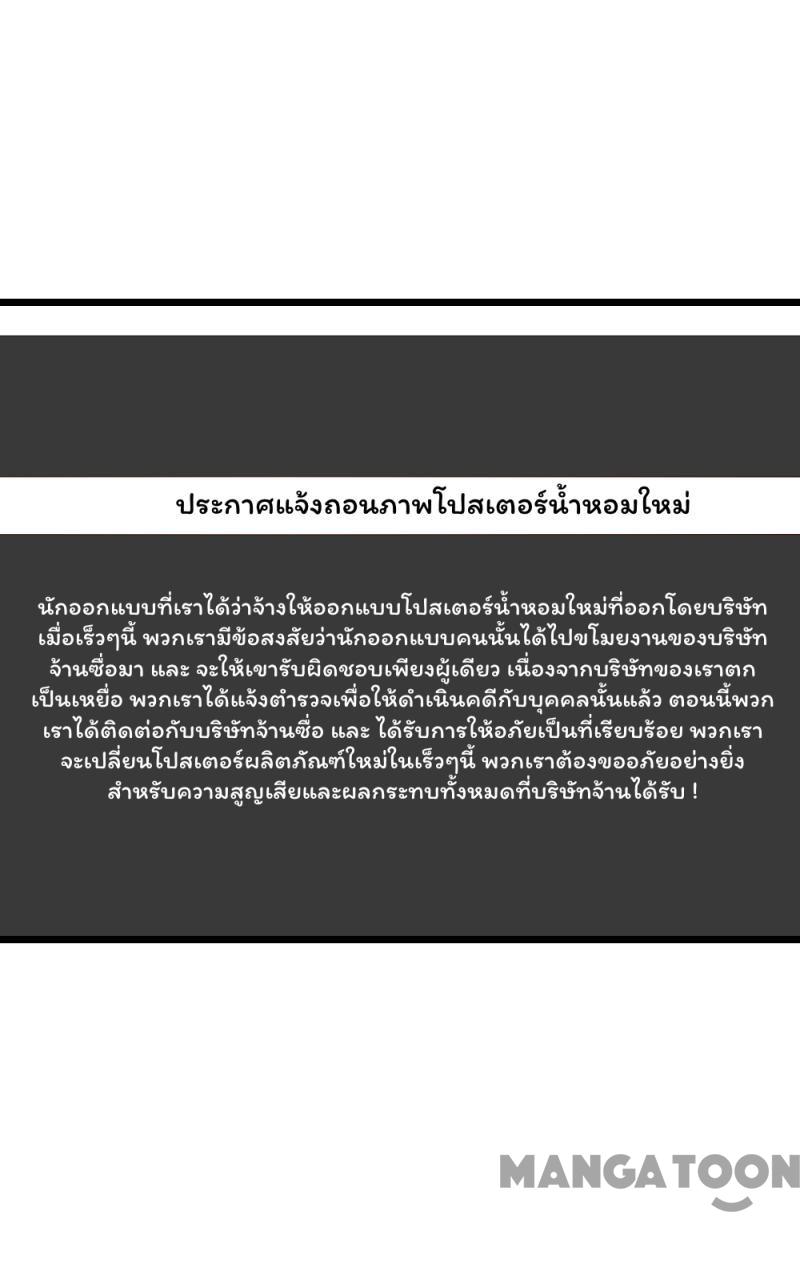 ประกาศแจ้งถอนภาพโปสเตอร์น้ำหอมใหม่
นักออกแบบที่เราได้ว่าจ้างให้ออกแบบโปสเตอร์น้ำหอมใหม่ที่ออกโดยบริษัท
เมื่อเร็วๆนี้ พวกเรามีข้อสงสัยว่านักออกแบบคนนั้นได้ไปขโมยงานของบริษัท
จ้านซื่อมา และ จะให้เขารับผิดชอบเพียงผู้เดียว เนื่องจากบริษัทของเราตก
เป็นเหยื่อ พวกเราได้แจ้งตำรวจเพื่อให้ดำเนินคดีกับบุคคลนั้นแล้ว ตอนนี้พวก
เราได้ติดต่อกับบริษัทจ้านซื่อ และ ได้รับการให้อภัยเป็นที่เรียบร้อย พวกเรา
จะเปลี่ยนโปสเตอร์ผลิตภัณฑ์ใหม่ในเร็วๆนี้ พวกเราต้องขออภัยอย่างยิ่ง
สำหรับความสูญเสียและผลกระทบทั้งหมดที่บริษัทจ้านได้รับ !
MANGATOON